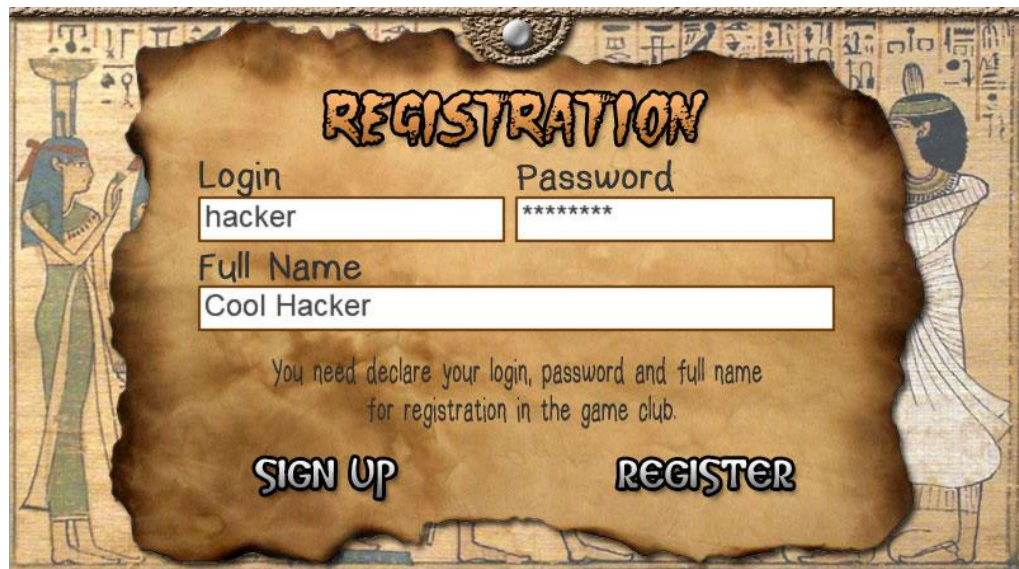 REGISTRATION
Login Password
hacker ********
Full Name
Cool Hacker
You need declare your login, password and full name
for registration in the game club.
SIGN UP REGISTER